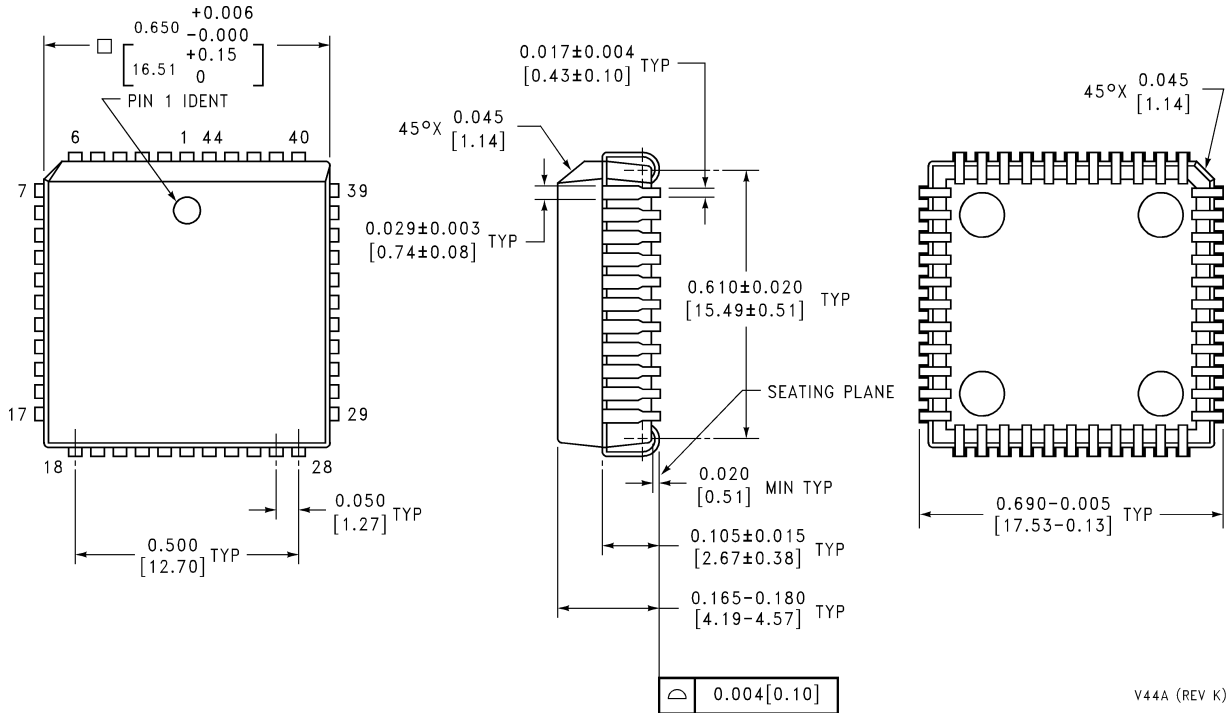 0.650 +0.006 -0.000
[16.51 +0.15 0]
PIN 1 IDENT
6 1 44 40
7 39
17 29
18 28
0.050
[1.27] TYP
0.500
[12.70] TYP
0.017±0.004
[0.43±0.10] TYP
45°X 0.045
[1.14]
0.029±0.003
[0.74±0.08] TYP
0.610±0.020
[15.49±0.51] TYP
SEATING PLANE
0.020
[0.51] MIN TYP
0.105±0.015
[2.67±0.38] TYP
0.165-0.180
[4.19-4.57] TYP
0.004[0.10]
45°X 0.045
[1.14]
0.690-0.005
[17.53-0.13] TYP
V44A (REV K)